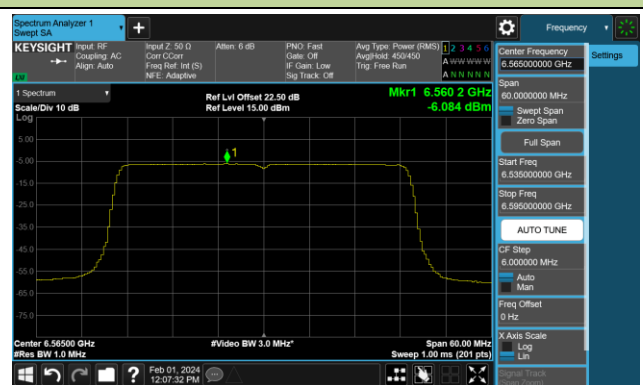 Spectrum Analyzer 1
Swept SA
+
Frequency
KEYSIGHT
Input: RF
Coupling: AC
Align: Auto
Input Z: 50 Ω
Corr CCorr
Freq Ref: Int (S)
NFE: Adaptive
Atten: 6 dB
PNO: Fast
Gate: Off
IF Gain: Low
Sig Track: Off
Avg Type: Power (RMS)
Avg|Hold: 450/450
Trig: Free Run
1 2 3 4 5 6
A W W W W W
A N N N N N
1 Spectrum
Scale/Div 10 dB
Ref Lvl Offset 22.50 dB
Ref Level 15.00 dBm
Mkr1 6.560 2 GHz
-6.084 dBm
Log
5.00
-5.00
-15.0
-25.0
-35.0
-45.0
-55.0
-65.0
-75.0
1
Center 6.56500 GHz
#Res BW 1.0 MHz
#Video BW 3.0 MHz*
Span 60.00 MHz
Sweep 1.00 ms (201 pts)
Center Frequency
6.565000000 GHz
Span
60.0000000 MHz
Swept Span
Zero Span
Full Span
Start Freq
6.535000000 GHz
Stop Freq
6.595000000 GHz
AUTO TUNE
CF Step
6.000000 MHz
Auto
Man
Freq Offset
0 Hz
X Axis Scale
Log
Lin
Signal Track
(Span Zoom)
Settings
?
Feb 01, 2024
12:07:32 PM